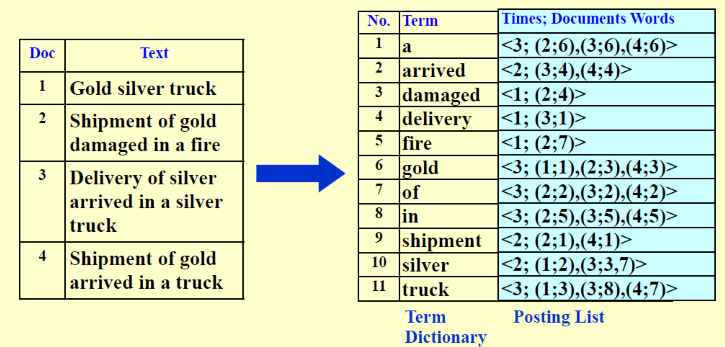 Doc Text
1 Gold silver truck
2 Shipment of gold
damaged in a fire
3 Delivery of silver
arrived in a silver
truck
4 Shipment of gold
arrived in a truck
No. Term Times; Documents Words
1 a <3; (2;6),(3;6),(4;6)>
2 arrived <2; (3;4),(4;4)>
3 damaged <1; (2;4)>
4 delivery <1; (3;1)>
5 fire <1; (2;7)>
6 gold <3; (1;1),(2;3),(4;3)>
7 of <3; (2;2),(3;2),(4;2)>
8 in <3; (2;5),(3;5),(4;5)>
9 shipment <2; (2;1),(4;1)>
10 silver <2; (1;2),(3;3,7)>
11 truck <3; (1;3),(3;8),(4;7)>
Term Posting List
Dictionary